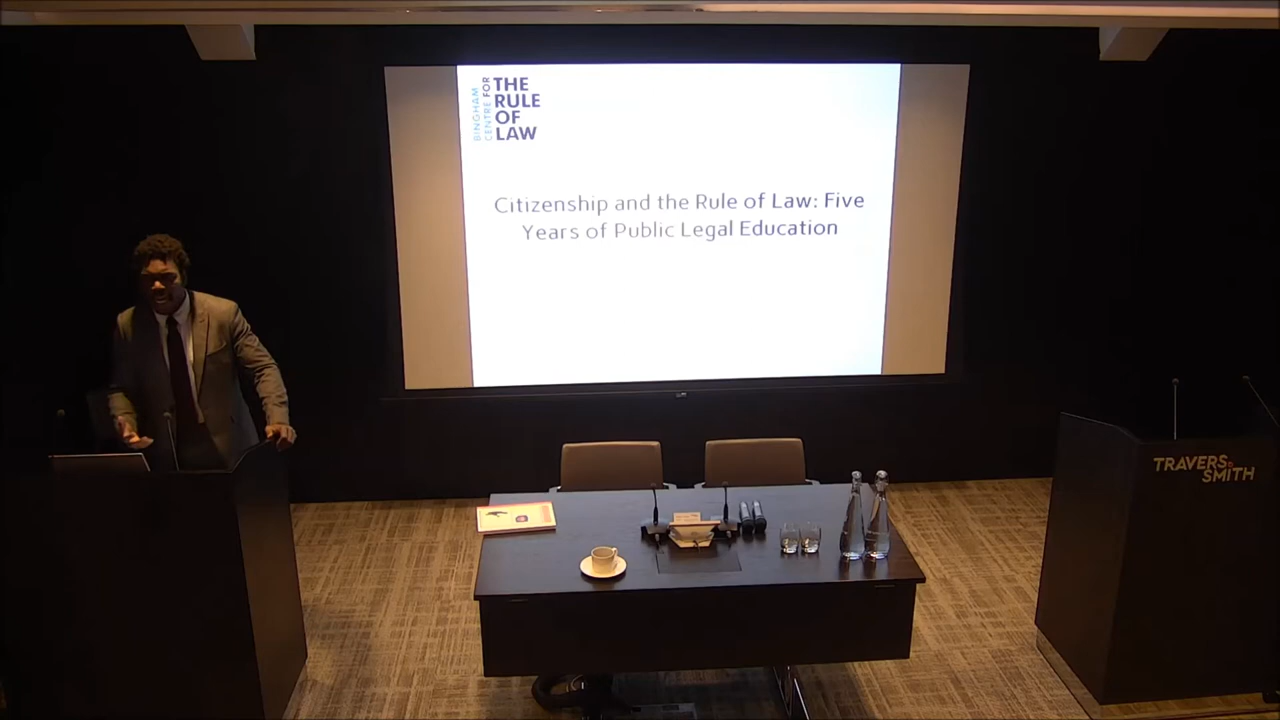 BINGHAM
CENTRE FOR
THE
RULE
OF
LAW
Citizenship and the Rule of Law: Five
Years of Public Legal Education
TRAVERS
SMITH